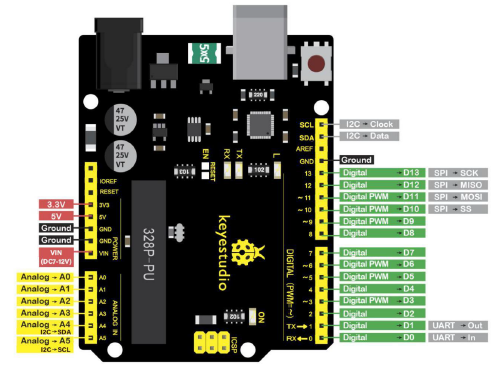 47
25V
VT
47
25V
VT
5x5
220
EN
RESET
RX
TX
L
102
103
IOREF
RESET
3V3
5V
GND
GND
VIN
POWER
A0
A1
A2
A3
A4
A5
ANALOG IN
3.3V
5V
Ground
Ground
VIN
(DC7-12V)
Analog → A0
Analog → A1
Analog → A2
Analog → A3
Analog → A4
I2C→SDA
Analog → A5
I2C→SCL
328P-PU
keyestudio
ON
ICSP
103
DIGITAL (PWM=~)
SCL I2C → Clock
SDA I2C → Data
AREF
GND Ground
13 Digital → D13 SPI → SCK
12 Digital → D12 SPI → MISO
~11 Digital PWM → D11 SPI → MOSI
~10 Digital PWM → D10 SPI → SS
~9 Digital PWM → D9
8 Digital → D8
7 Digital → D7
~6 Digital PWM → D6
~5 Digital PWM → D5
4 Digital → D4
~3 Digital PWM → D3
2 Digital → D2
TX→1 Digital → D1 UART → Out
RX←0 Digital → D0 UART → In